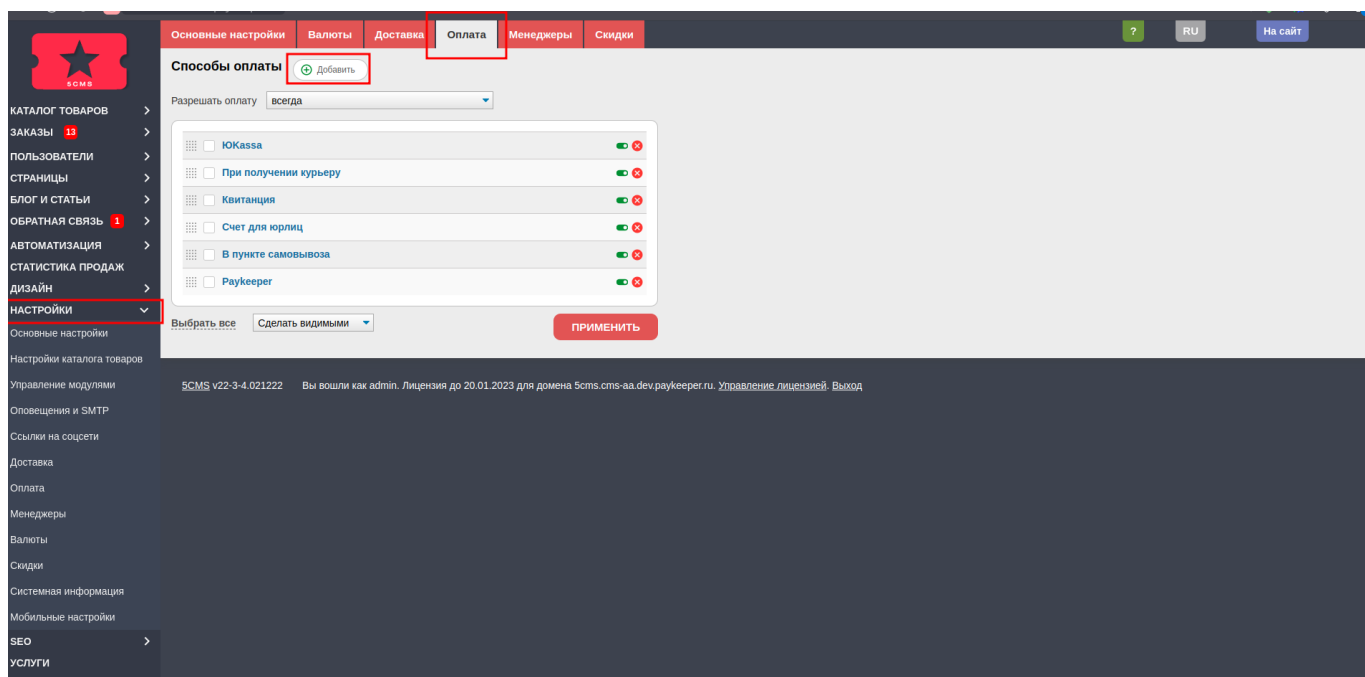 Основные настройки Валюты Доставка Оплата Менеджеры Скидки ? RU На сайт
5CMS
Способы оплаты Добавить
Разрешать оплату всегда
КАТАЛОГ ТОВАРОВ
ЗАКАЗЫ 13
ПОЛЬЗОВАТЕЛИ
СТРАНИЦЫ
БЛОГ И СТАТЬИ
ОБРАТНАЯ СВЯЗЬ 1
АВТОМАТИЗАЦИЯ
СТАТИСТИКА ПРОДАЖ
ДИЗАЙН
НАСТРОЙКИ
Основные настройки
Настройки каталога товаров
Управление модулями
Оповещения и SMTP
Ссылки на соцсети
Доставка
Оплата
Менеджеры
Валюты
Скидки
Системная информация
Мобильные настройки
SEO
УСЛУГИ
ЮKassa
При получении курьеру
Квитанция
Счет для юрлиц
В пункте самовывоза
Paykeeper
Выбрать все Сделать видимыми ПРИМЕНИТЬ
5CMS v22-3-4.021222 Вы вошли как admin. Лицензия до 20.01.2023 для домена 5cms.cms-aa.dev.paykeeper.ru. Управление лицензией. Выход